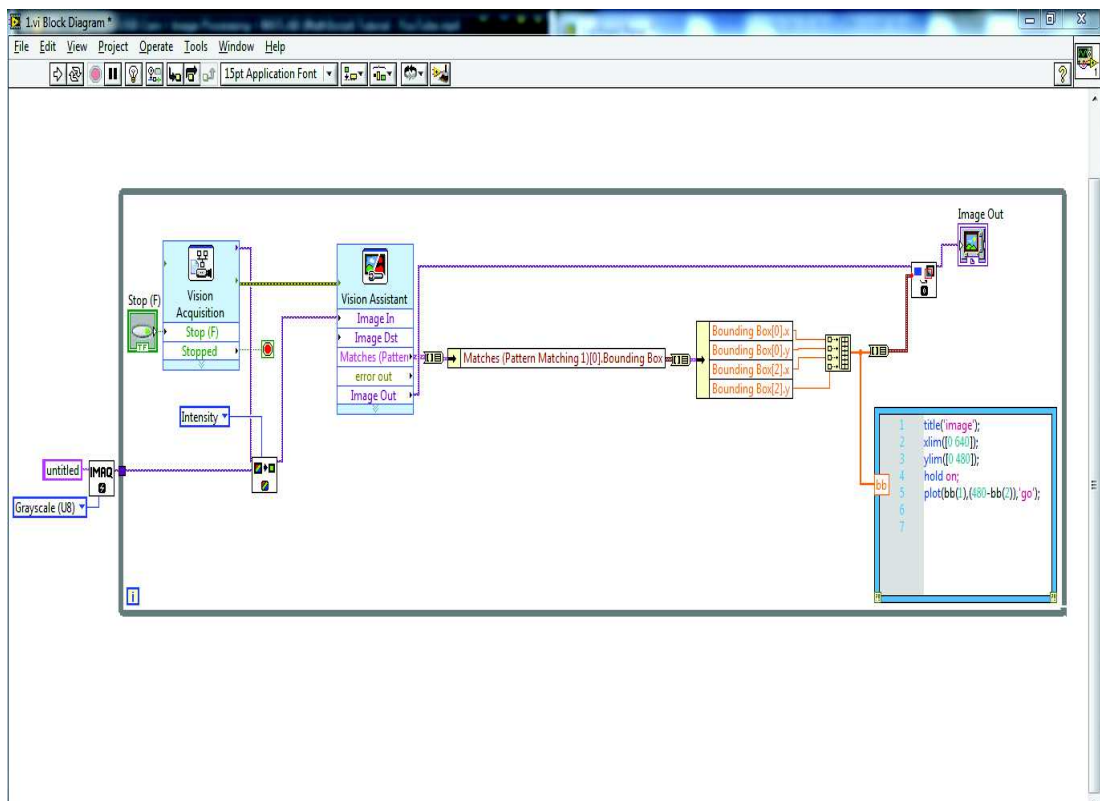 1.vi Block Diagram *
File Edit View Project Operate Tools Window Help
15pt Application Font
Image Out
Stop (F)
TF
Vision
Acquisition
Stop (F)
Stopped
Vision Assistant
Image In
Image Dst
Matches (Pattern
error out
Image Out
Matches (Pattern Matching 1)[0].Bounding Box
Bounding Box[0].x
Bounding Box[0].y
Bounding Box[2].x
Bounding Box[2].y
Intensity
untitled
IMAQ
Grayscale (U8)
bb
1 title('image');
2 xlim([0 640]);
3 ylim([0 480]);
4 hold on;
5 plot(bb(1),(480-bb(2)),'go');
6
7
i